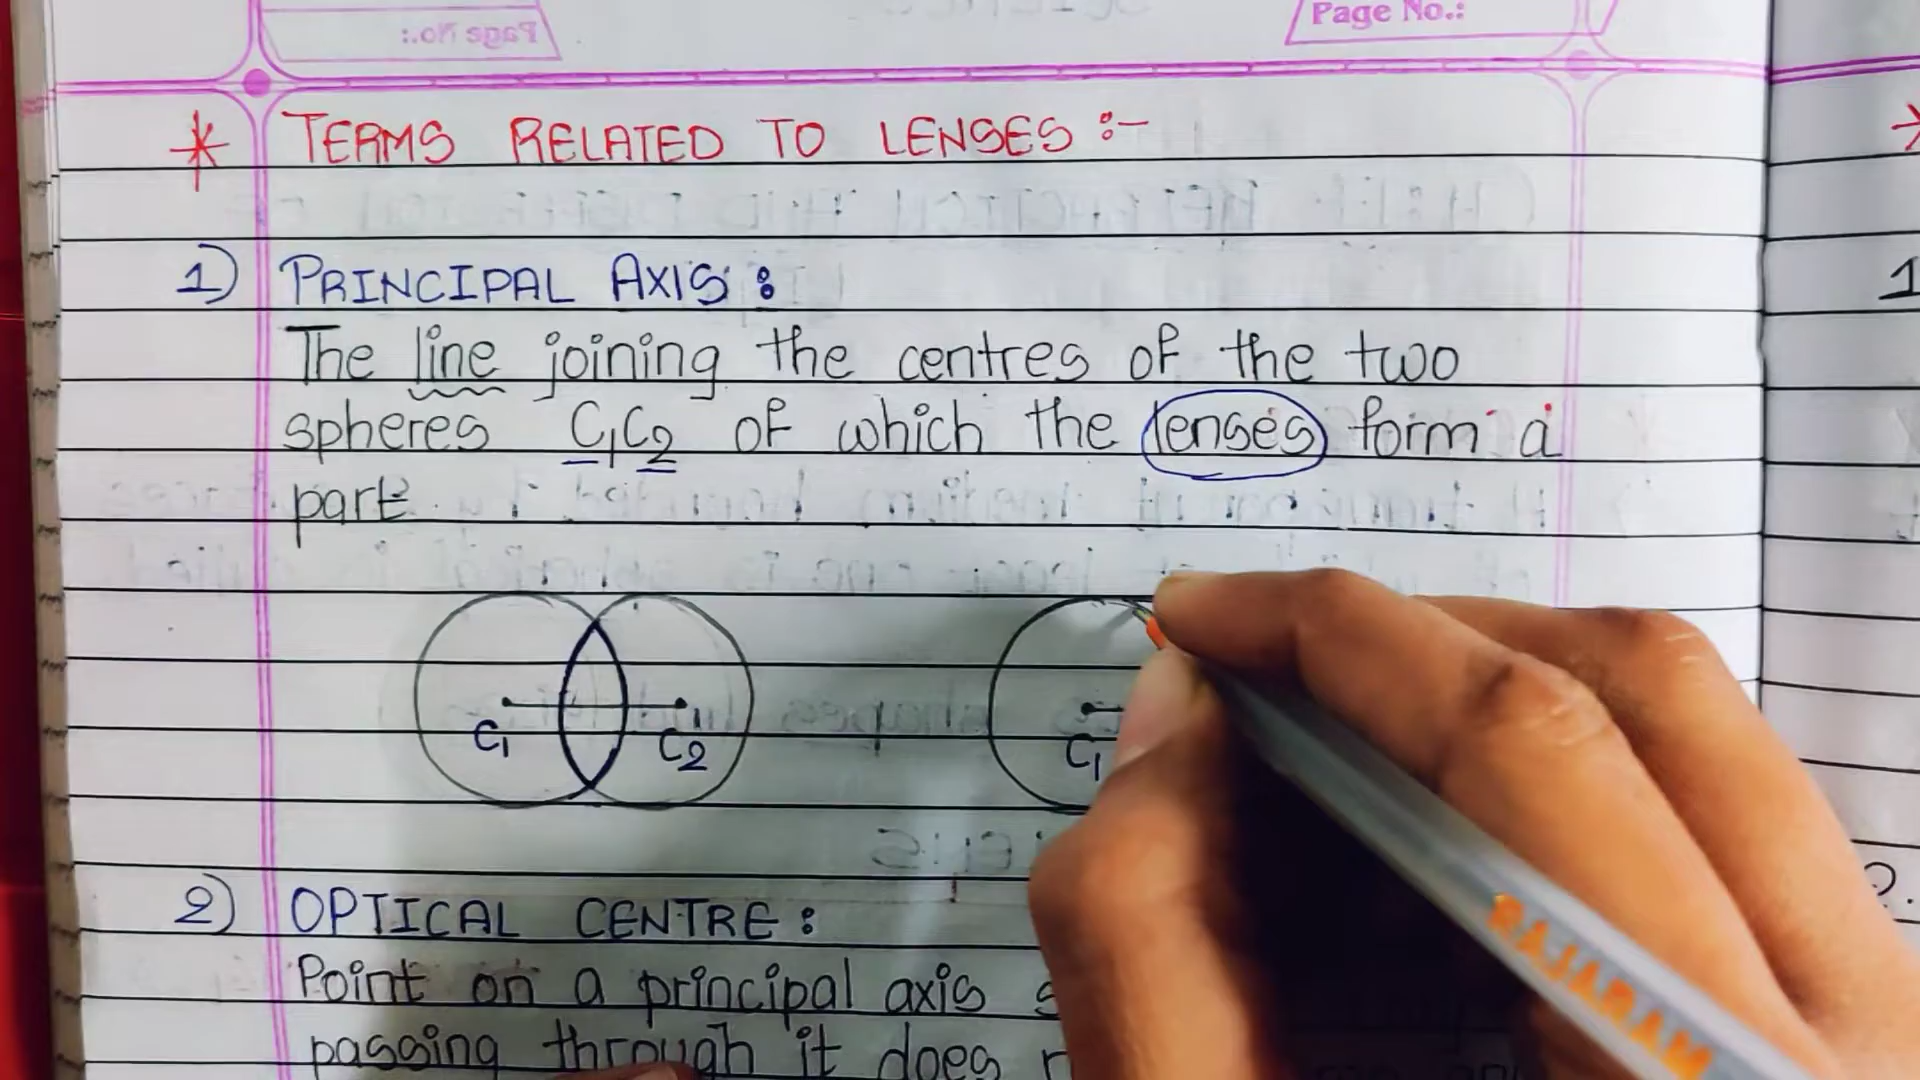 Page No.:
* TERMS RELATED TO LENSES :-
1) PRINCIPAL AXIS :
The line joining the centres of the two
spheres C₁C₂ of which the lenses form a
part.
C₁ C₂ C₁
2) OPTICAL CENTRE :
Point on a principal axis
passing through it does
RAJARAM
1
2.